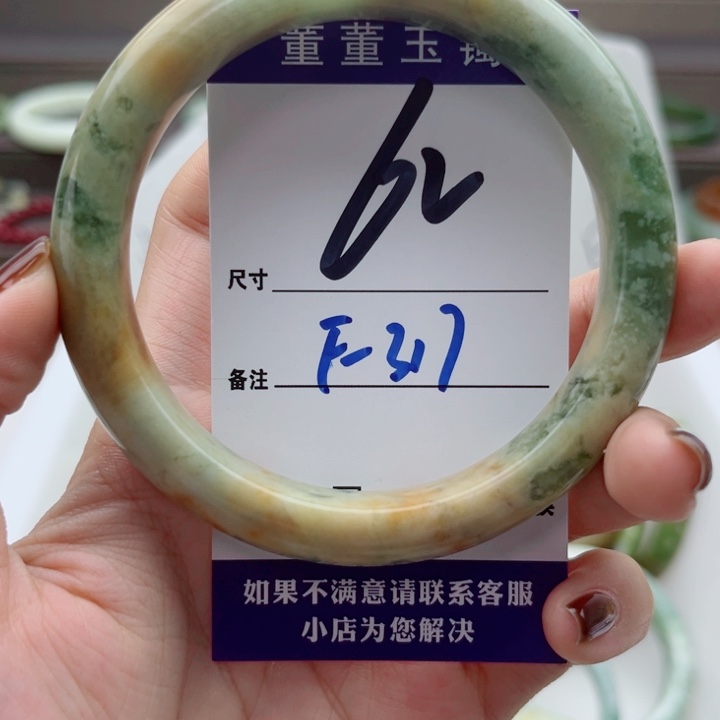 董董玉镯
62
尺寸
F-317
备注
如果不满意请联系客服
小店为您解决